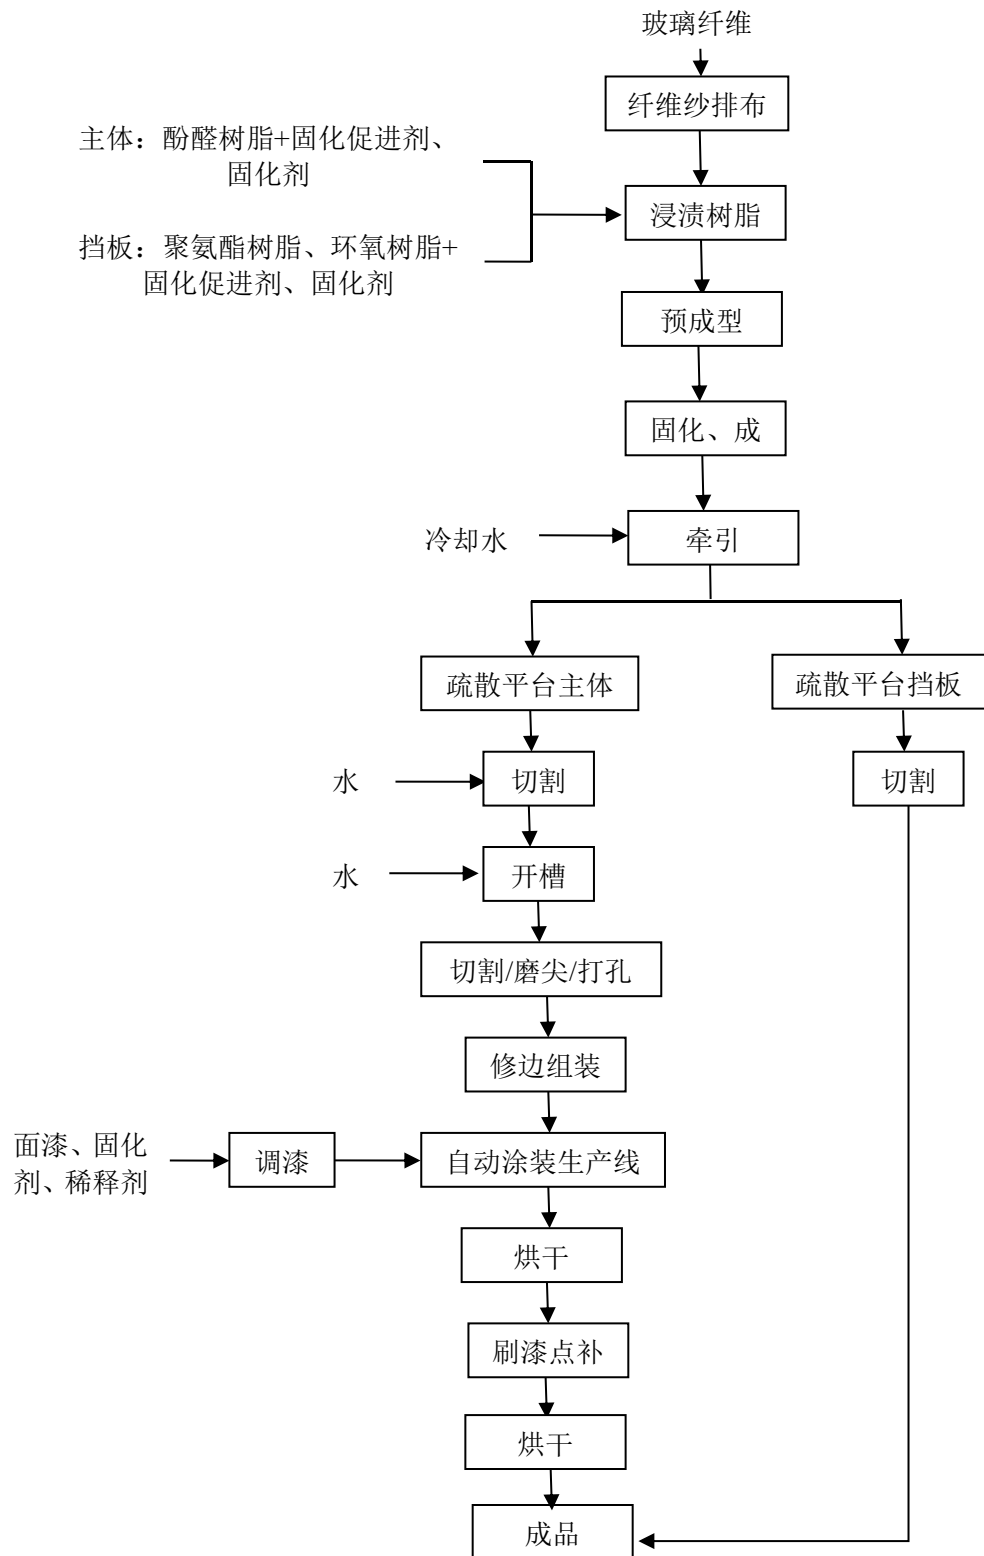 玻璃纤维
纤维纱排布
主体：酚醛树脂+固化促进剂、
固化剂
浸渍树脂
挡板：聚氨酯树脂、环氧树脂+
固化促进剂、固化剂
预成型
固化、成
冷却水
牵引
疏散平台主体
疏散平台挡板
水
切割
切割
水
开槽
切割/磨尖/打孔
修边组装
面漆、固化
剂、稀释剂
调漆
自动涂装生产线
烘干
刷漆点补
烘干
成品